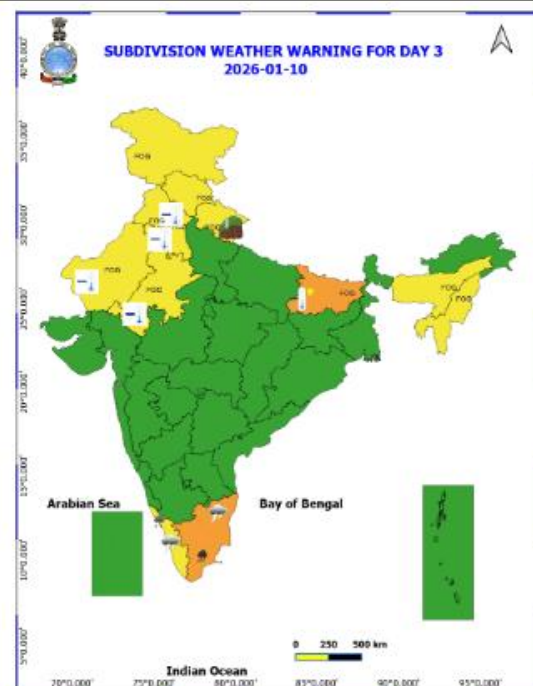 SUBDIVISION WEATHER WARNING FOR DAY 3
2026-01-10
40°0.000'
35°0.000'
30°0.000'
25°0.000'
20°0.000'
15°0.000'
10°0.000'
5°0.000'
FOG
FOG
FOG
FOG
FOG
FOG
FOG
FOG
Arabian Sea
Bay of Bengal
0 250 500 km
Indian Ocean
70°0.000' 75°0.000' 80°0.000' 85°0.000' 90°0.000' 95°0.000'